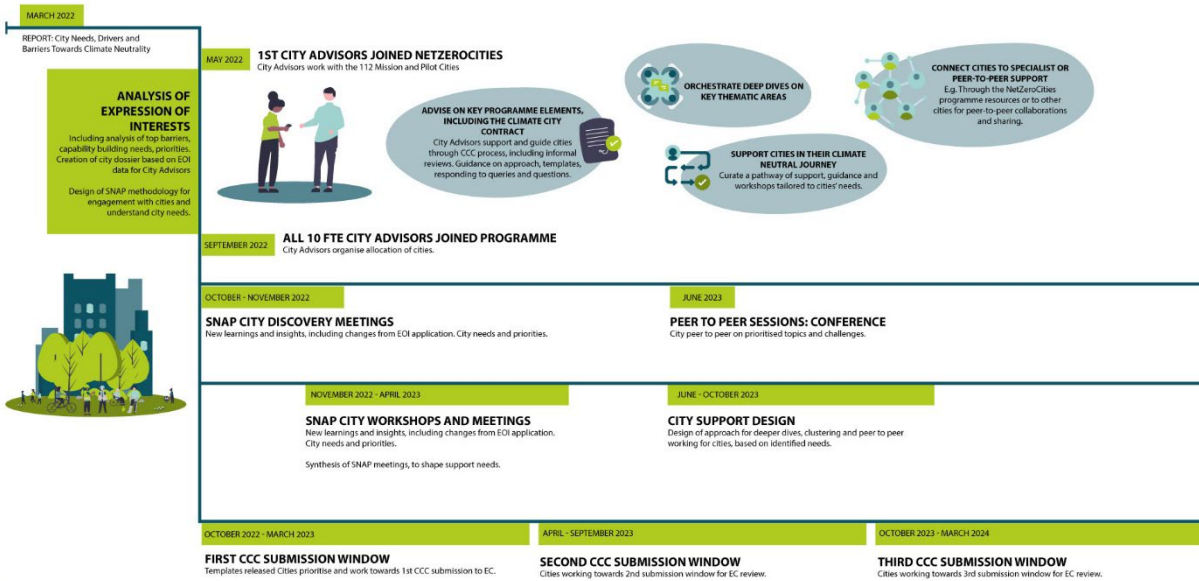 MARCH 2022
REPORT: City Needs, Drivers and
Barriers Towards Climate Neutrality
ANALYSIS OF
EXPRESSION OF
INTERESTS
Including analysis of top barriers,
capability building needs, priorities.
Creation of city dossier based on EOI
data for City Advisors
Design of SNAP methodology for
engagement with cities and
understand city needs.
MAY 2022
1ST CITY ADVISORS JOINED NETZEROCITIES
City Advisors work with the 112 Mission and Pilot Cities
ADVISE ON KEY PROGRAMME ELEMENTS,
INCLUDING THE CLIMATE CITY
CONTRACT
City Advisors support and guide cities
through CCC process, including informal
reviews. Guidance on approach, templates,
responding to queries and questions.
ORCHESTRATE DEEP DIVES ON
KEY THEMATIC AREAS
CONNECT CITIES TO SPECIALIST OR
PEER-TO-PEER SUPPORT
E.g. Through the NetZeroCities
programme resources or to other
cities for peer-to-peer collaborations
and sharing.
SUPPORT CITIES IN THEIR CLIMATE
NEUTRAL JOURNEY
Curate a pathway of support, guidance and
workshops tailored to cities' needs.
SEPTEMBER 2022
ALL 10 FTE CITY ADVISORS JOINED PROGRAMME
City Advisors organise allocation of cities.
OCTOBER - NOVEMBER 2022
SNAP CITY DISCOVERY MEETINGS
New learnings and insights, including changes from EOI application. City needs and priorities.
JUNE 2023
PEER TO PEER SESSIONS: CONFERENCE
City peer to peer on prioritised topics and challenges.
NOVEMBER 2022 - APRIL 2023
SNAP CITY WORKSHOPS AND MEETINGS
New learnings and insights, including changes from EOI application.
City needs and priorities.
Synthesis of SNAP meetings, to shape support needs.
JUNE - OCTOBER 2023
CITY SUPPORT DESIGN
Design of approach for deeper dives, clustering and peer to peer
working for cities, based on identified needs.
OCTOBER 2022 - MARCH 2023
FIRST CCC SUBMISSION WINDOW
Templates released Cities prioritise and work towards 1st CCC submission to EC.
APRIL - SEPTEMBER 2023
SECOND CCC SUBMISSION WINDOW
Cities working towards 2nd submission window for EC review.
OCTOBER 2023 - MARCH 2024
THIRD CCC SUBMISSION WINDOW
Cities working towards 3rd submission window for EC review.